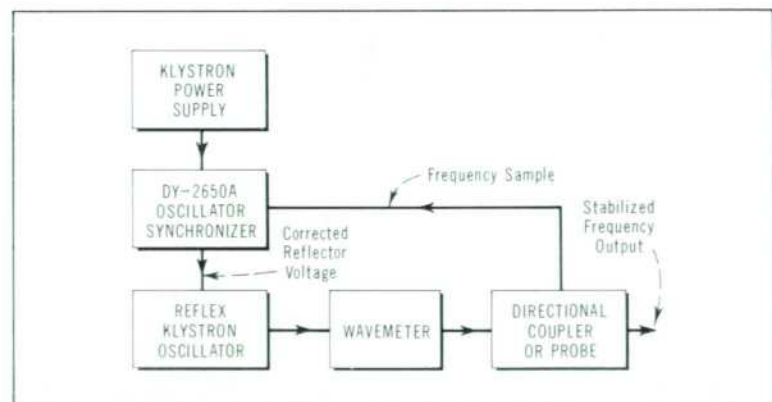 KLYSTRON
POWER
SUPPLY
DY-2650A
OSCILLATOR
SYNCHRONIZER
Frequency Sample
Stabilized
Frequency
Output
Corrected
Reflector
Voltage
REFLEX
KLYSTRON
OSCILLATOR
WAVEMETER
DIRECTIONAL
COUPLER
OR PROBE